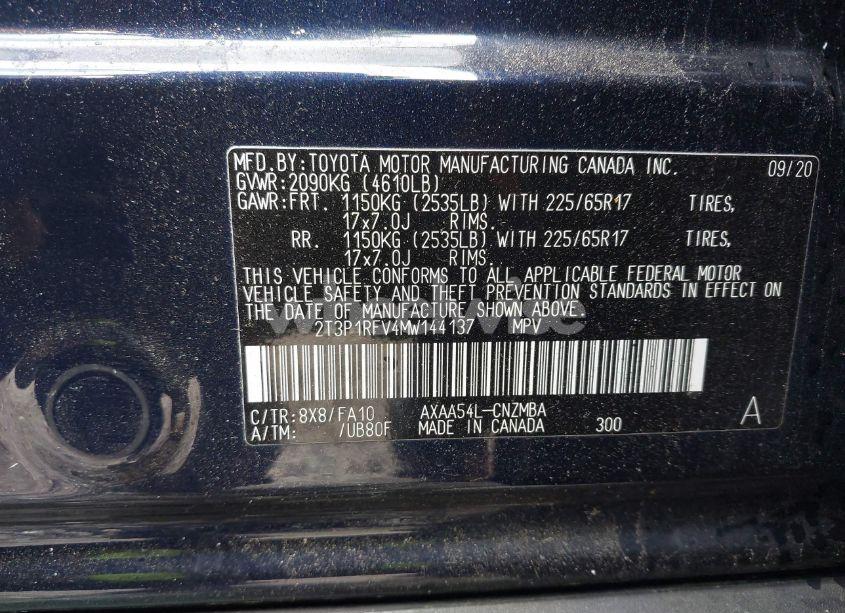 MFD.BY:TOYOTA MOTOR MANUFACTURING CANADA INC. 09/20
GVWR:2090KG (4610LB)
GAWR:FRT. 1150KG (2535LB) WITH 225/65R17 TIRES,
17x7.0J RIMS.
RR. 1150KG (2535LB) WITH 225/65R17 TIRES,
17x7.0J RIMS.
THIS VEHICLE CONFORMS TO ALL APPLICABLE FEDERAL MOTOR
VEHICLE SAFETY AND THEFT PREVENTION STANDARDS IN EFFECT ON
THE DATE OF MANUFACTURE SHOWN ABOVE.
2T3P1RFV4MW144137 MPV
C/TR:8X8/FA10 AXAA54L-CNZMBA
A/TM: /UB80F MADE IN CANADA 300 A